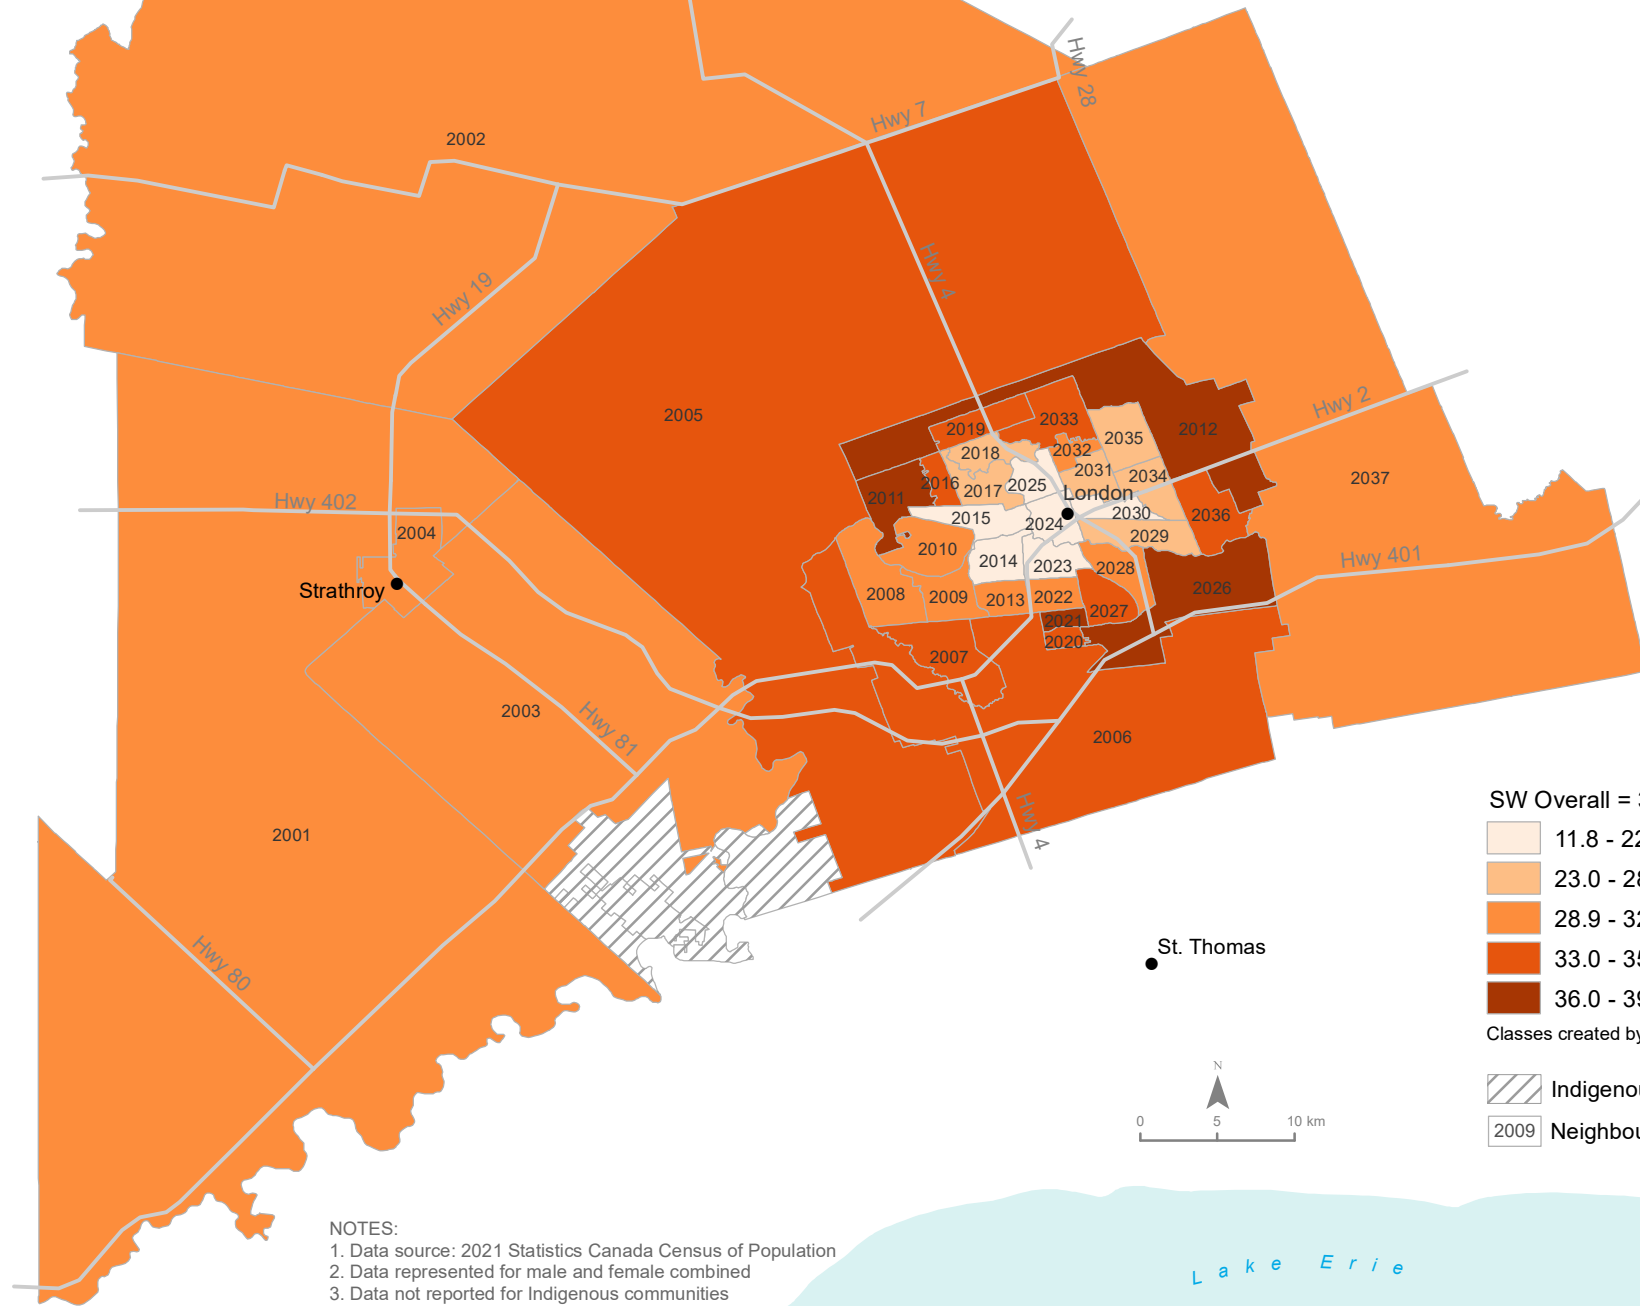 Hwy 28
Hwy 7
2002
Hwy 4
Hwy 19
Hwy 2
2005
2033
2019
2012
2035
2032
2018
2031
2034
2037
2016
2025
2017
2011
London
Hwy 402
2030
2015
2036
2024
2004
2029
2010
Hwy 401
2014
2023
2028
Strathroy
2026
2008
2009
2013
2022
2027
2021
2020
2007
2003
Hwy 81
2006
Hwy 4
2001
Hwy 80
St. Thomas
SW Overall = 3
11.8 - 22
23.0 - 28
28.9 - 32
33.0 - 35
36.0 - 39
Classes created by
Indigenou
2009 Neighbou
N
0 5 10 km
NOTES:
1. Data source: 2021 Statistics Canada Census of Population
2. Data represented for male and female combined
3. Data not reported for Indigenous communities
Lake Erie